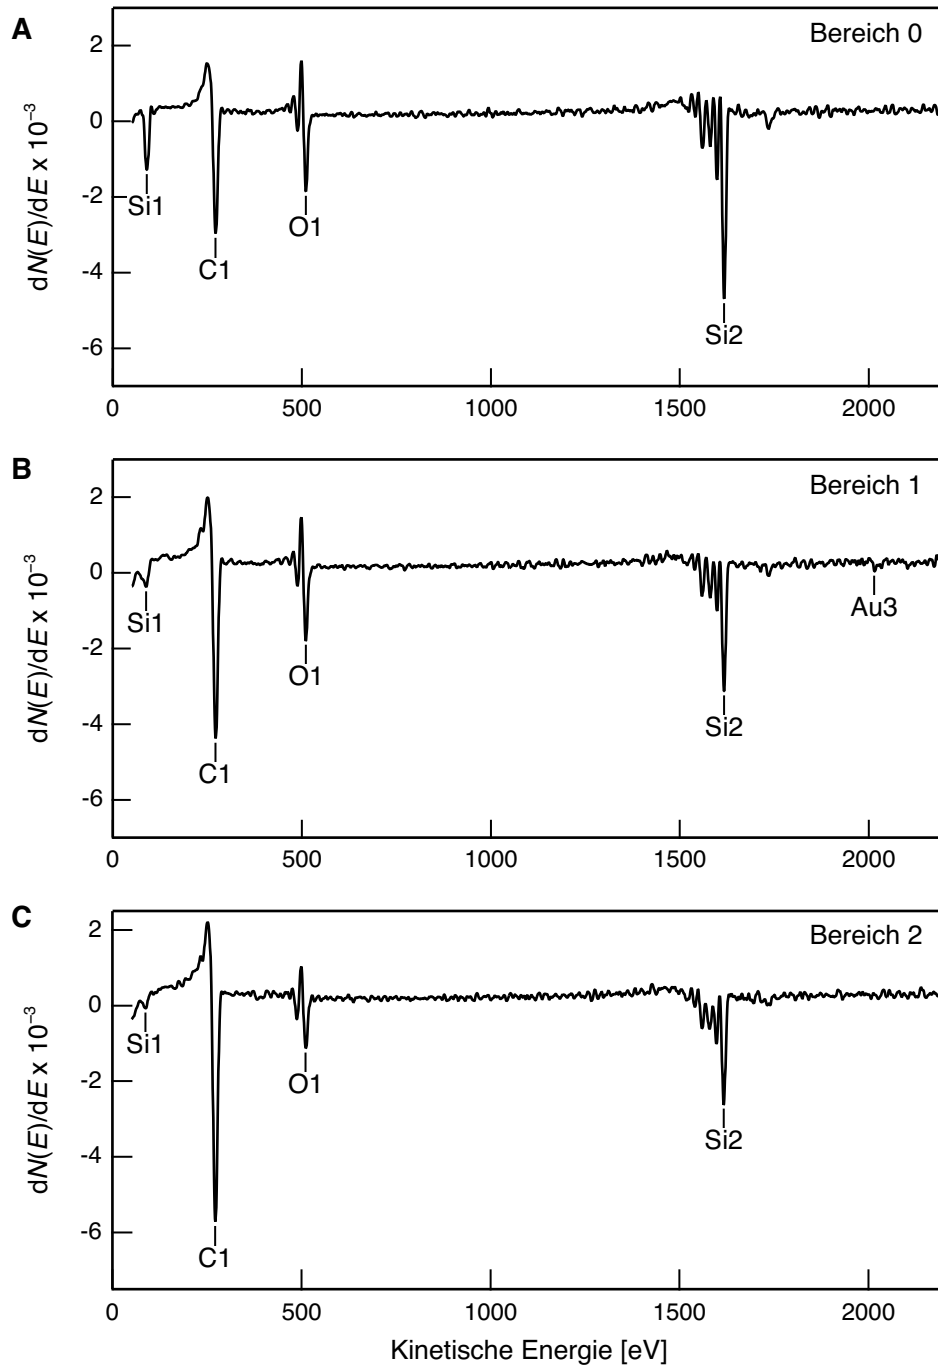 A
Bereich 0
dN(E)/dE x 10⁻³
2
0
-2
-4
-6
Si1
C1
O1
Si2
0 500 1000 1500 2000
B
Bereich 1
dN(E)/dE x 10⁻³
2
0
-2
-4
-6
Si1
C1
O1
Si2
Au3
0 500 1000 1500 2000
C
Bereich 2
dN(E)/dE x 10⁻³
2
0
-2
-4
-6
Si1
C1
O1
Si2
0 500 1000 1500 2000
Kinetische Energie [eV]